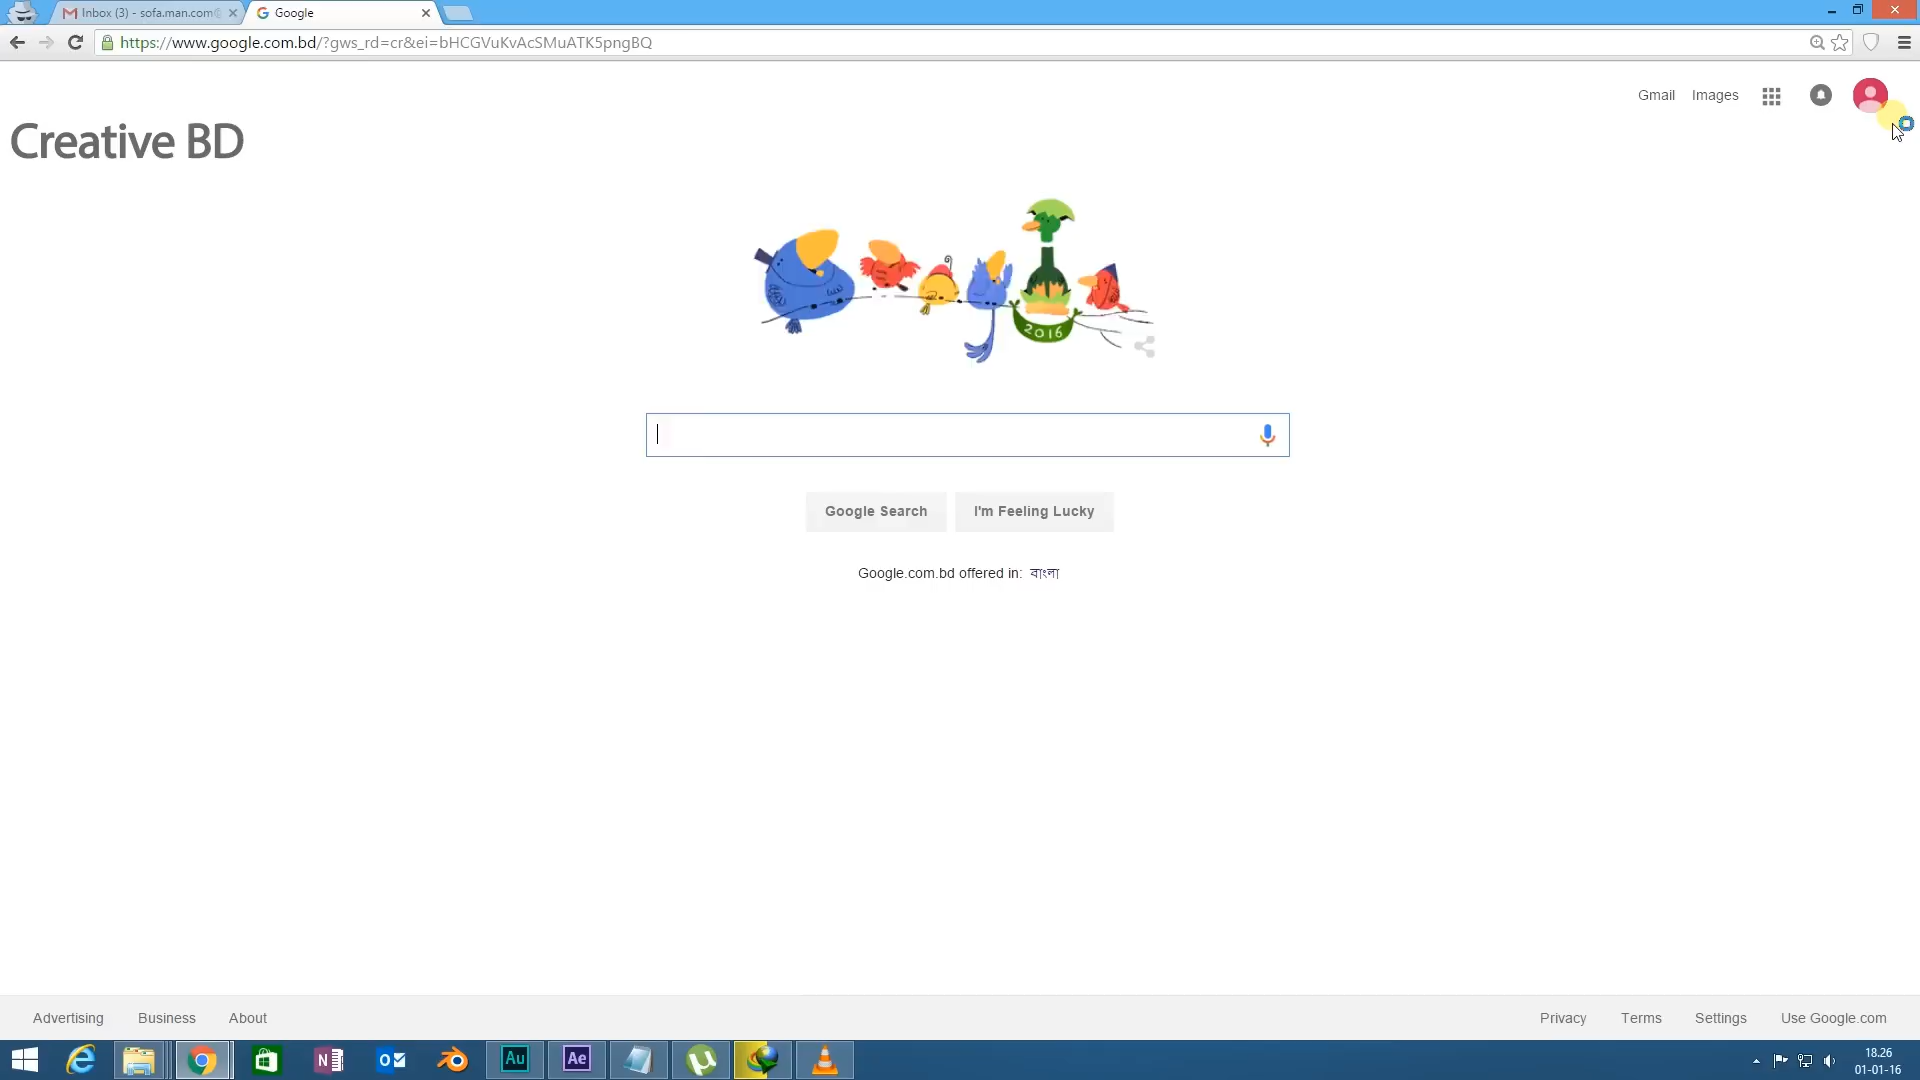 Inbox (3) - sofa.man.com
Google
https://www.google.com.bd/?gws_rd=cr&ei=bHCGVuKvAcSMuATK5pngBQ
Gmail Images
Creative BD
2016
Google Search I'm Feeling Lucky
Google.com.bd offered in: বাংলা
Advertising Business About Privacy Terms Settings Use Google.com
N
O
Au Ae
18.26
01-01-16